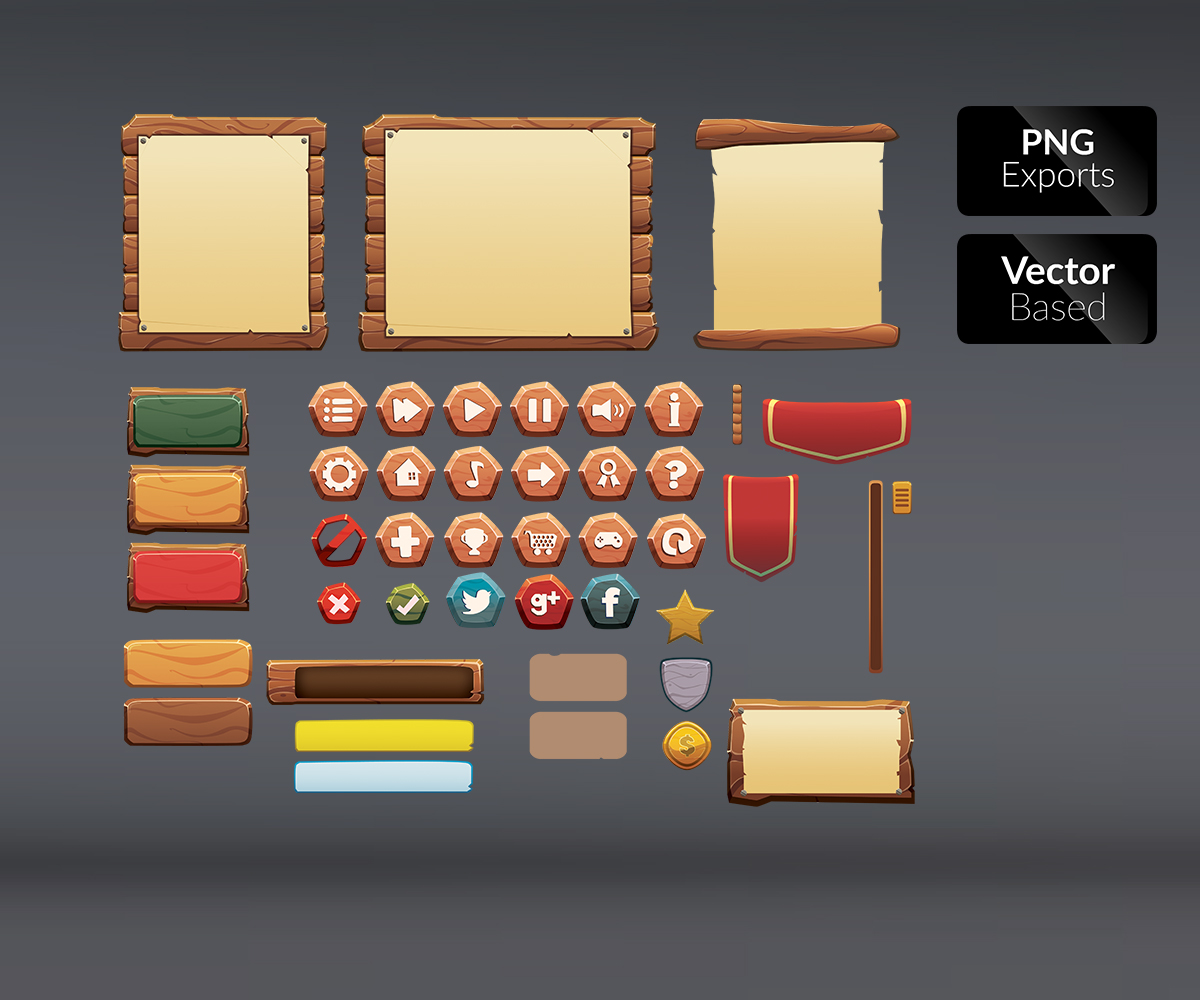 PNG
Exports
Vector
Based
i
?
g+
f
$